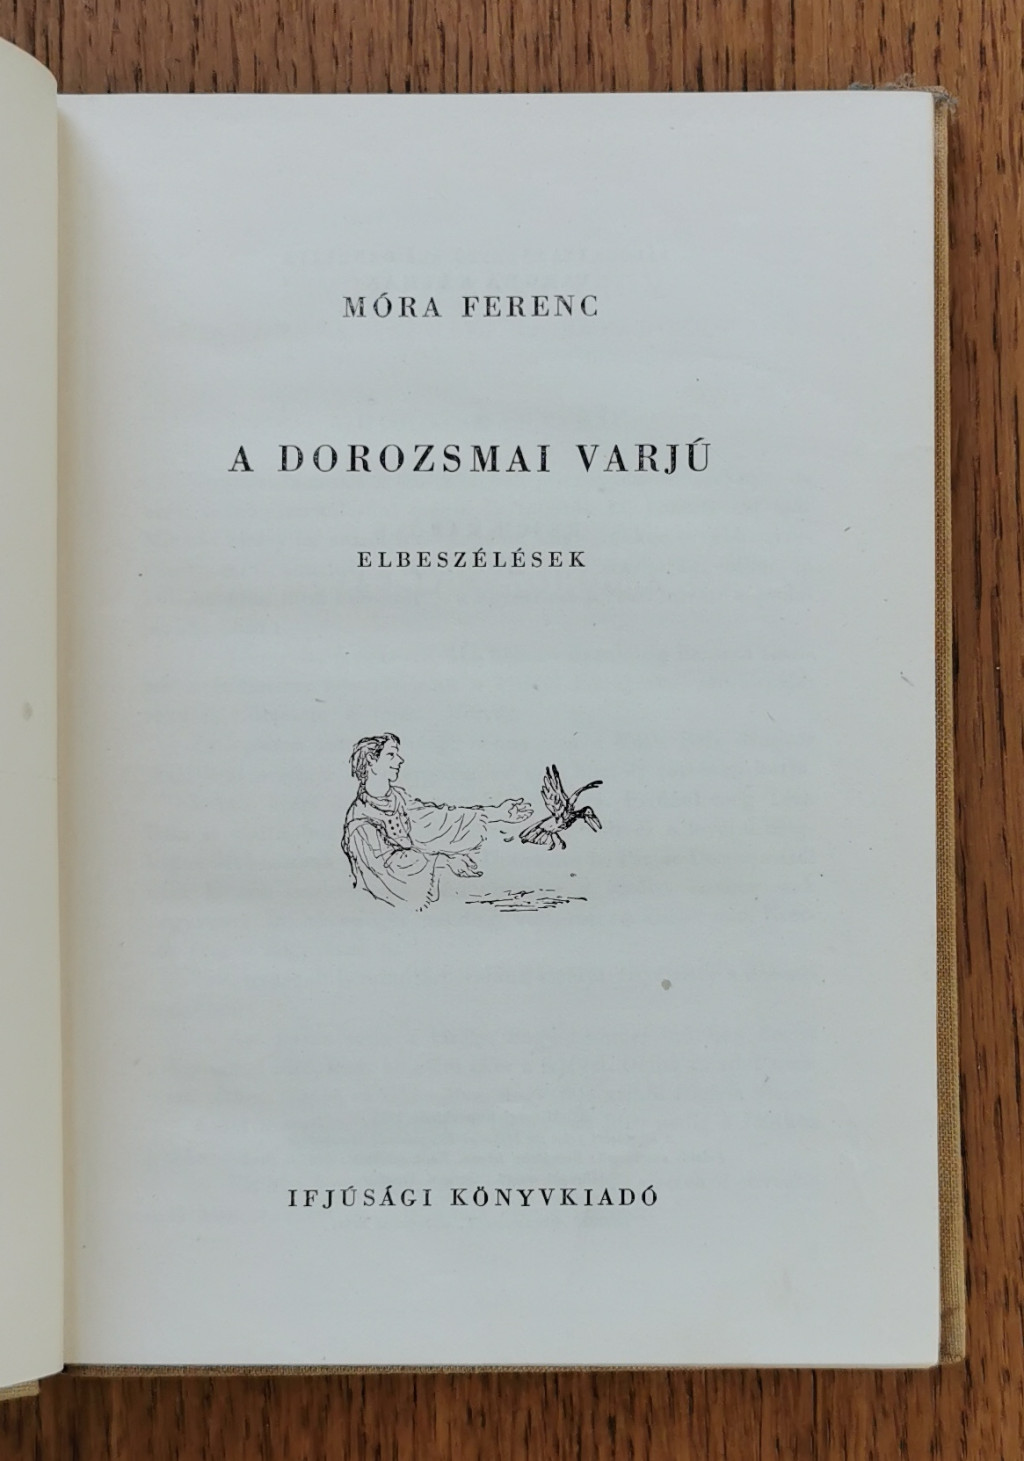 MÓRA FERENC
A DOROZSMAI VARJÚ
ELBESZÉLÉSEK
IFJÚSÁGI KÖNYVKIADÓ